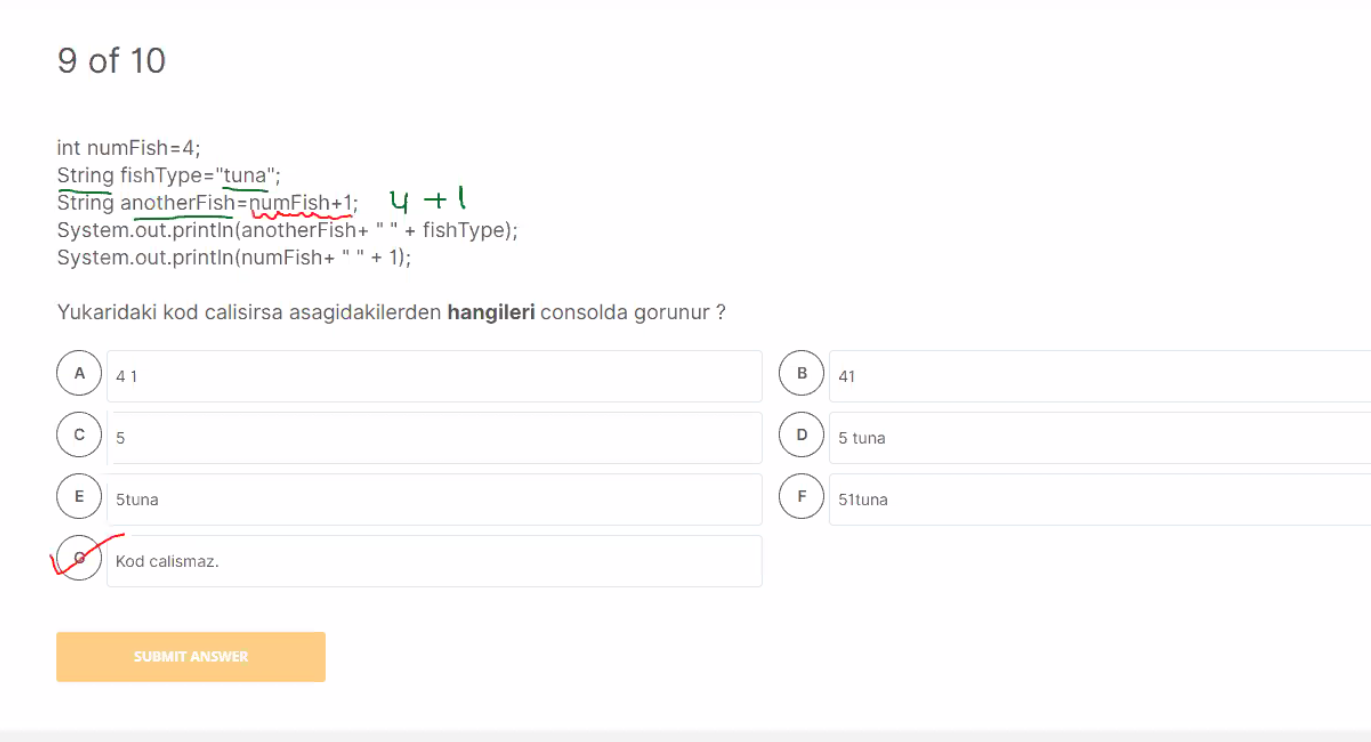 9 of 10
int numFish=4;
String fishType="tuna";
String anotherFish=numFish+1; 4 + 1
System.out.println(anotherFish+ " " + fishType);
System.out.println(numFish+ " " + 1);
Yukaridaki kod calisirsa asagidakilerden hangileri consolda gorunur ?
A 4 1
B 41
C 5
D 5 tuna
E 5tuna
F 51tuna
G Kod calismaz.
SUBMIT ANSWER